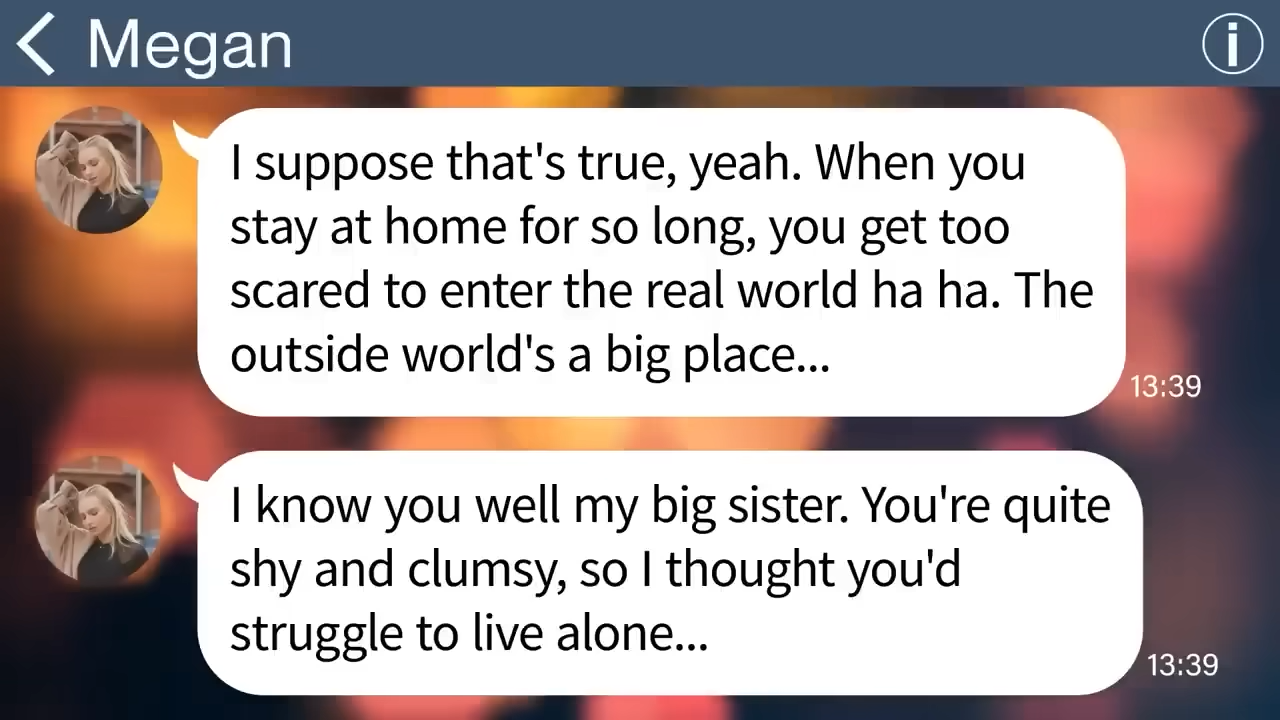 Megan
i
I suppose that's true, yeah. When you
stay at home for so long, you get too
scared to enter the real world ha ha. The
outside world's a big place...
13:39
I know you well my big sister. You're quite
shy and clumsy, so I thought you'd
struggle to live alone...
13:39